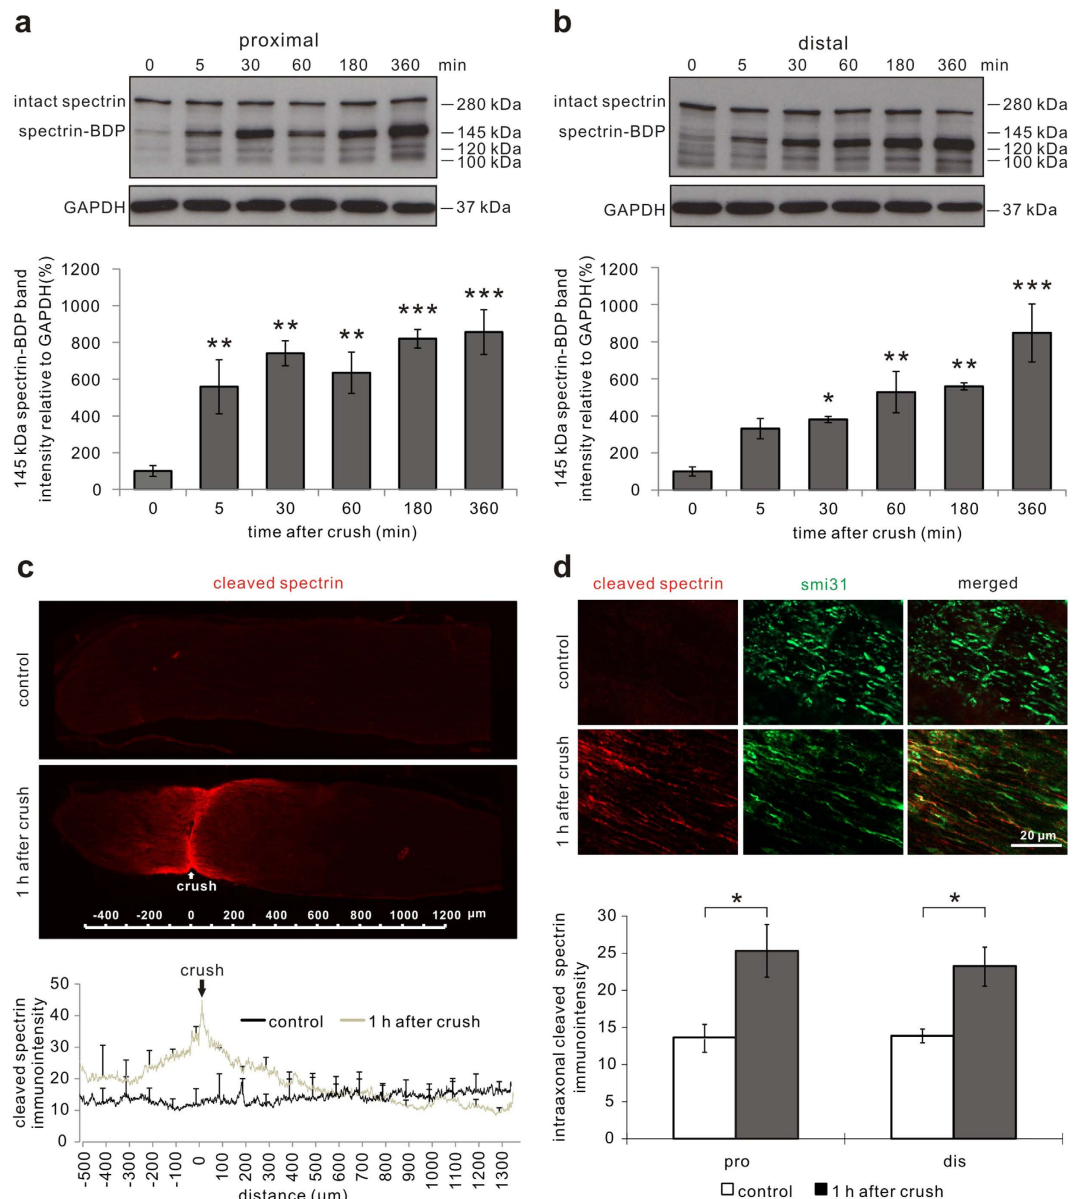 a
proximal
0 5 30 60 180 360 min
intact spectrin
spectrin-BDP
280 kDa
145 kDa
120 kDa
100 kDa
GAPDH
37 kDa
145 kDa spectrin-BDP band
intensity relative to GAPDH(%)
1200
1000
800
600
400
200
0
** ** ** *** ***
0 5 30 60 180 360
time after crush (min)
b
distal
0 5 30 60 180 360 min
intact spectrin
spectrin-BDP
280 kDa
145 kDa
120 kDa
100 kDa
GAPDH
37 kDa
145 kDa spectrin-BDP band
intensity relative to GAPDH(%)
1200
1000
800
600
400
200
0
* ** ** ***
0 5 30 60 180 360
time after crush (min)
c
cleaved spectrin
control
1 h after crush
crush
-400 -200 0 200 400 600 800 1000 1200 µm
crush
cleaved spectrin
immunointensity
50
40
30
20
10
0
control 1 h after crush
-500 -400 -300 -200 -100 0 100 200 300 400 500 600 700 800 900 1000 1100 1200 1300
distance (µm)
d
cleaved spectrin smi31 merged
control
1 h after crush
20 µm
intraaxonal cleaved spectrin
immunointensity
30
25
20
15
10
5
0
* *
pro dis
control 1 h after crush